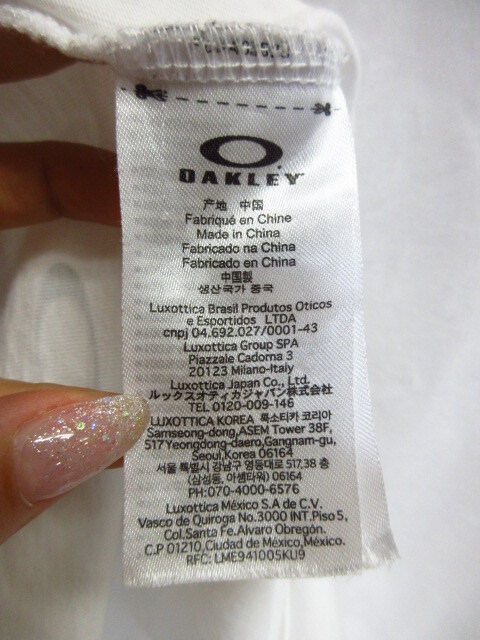 OAKLEY
产地 中国
Fabriqué en Chine
Made in China
Fabricado na China
Fabricado en China
中国製
생산국가 중국
Luxottica Brasil Produtos Oticos
e Esportidos LTDA
cnpj 04.692.027/0001-43
Luxottica Group SPA
Piazzale Cadorna 3
20123 Milano-Italy
Luxottica Japan Co., Ltd.
ルックスオティカジャパン株式会社
TEL 0120-009-146
LUXOTTICA KOREA 룩소티카 코리아
Samseong-dong,ASEM Tower 38F,
517Yeongdong-daero,Gangnam-gu,
Seoul,Korea 06164
서울 특별시 강남구 영동대로 517,38 층
(삼성동, 아셈타워) 06164
PH:070-4000-6576
Luxottica México S.A de C.V.
Vasco de Quiroga No.3000 INT,Piso 5,
Col.Santa Fe.Alvaro Obregón.
C.P 01210,Ciudad de México,México.
RFC: LME941005KU9